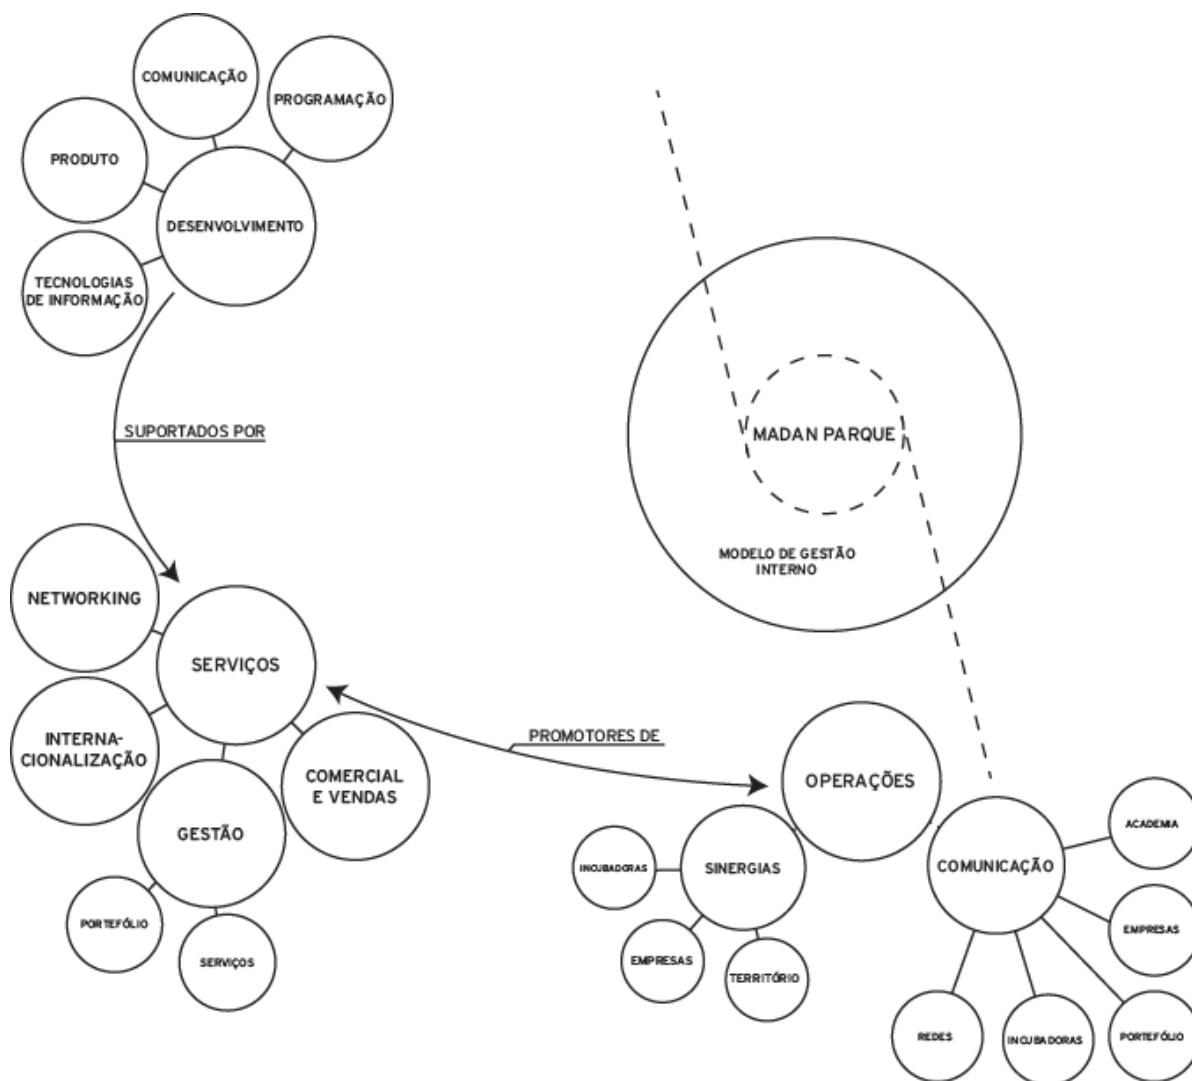 COMUNICAÇÃO
PROGRAMAÇÃO
PRODUTO
DESENVOLVIMENTO
TECNOLOGIAS
DE INFORMAÇÃO
SUPORTADOS POR
MADAN PARQUE
MODELO DE GESTÃO
INTERNO
NETWORKING
SERVIÇOS
INTERNA-
CIONALIZAÇÃO
COMERCIAL
E VENDAS
GESTÃO
PORTEFÓLIO
SERVIÇOS
PROMOTORES DE
OPERAÇÕES
SINERGIAS
INCUBADORAS
EMPRESAS
TERRITÓRIO
COMUNICAÇÃO
ACADEMIA
EMPRESAS
REDES
INCUBADORAS
PORTEFÓLIO